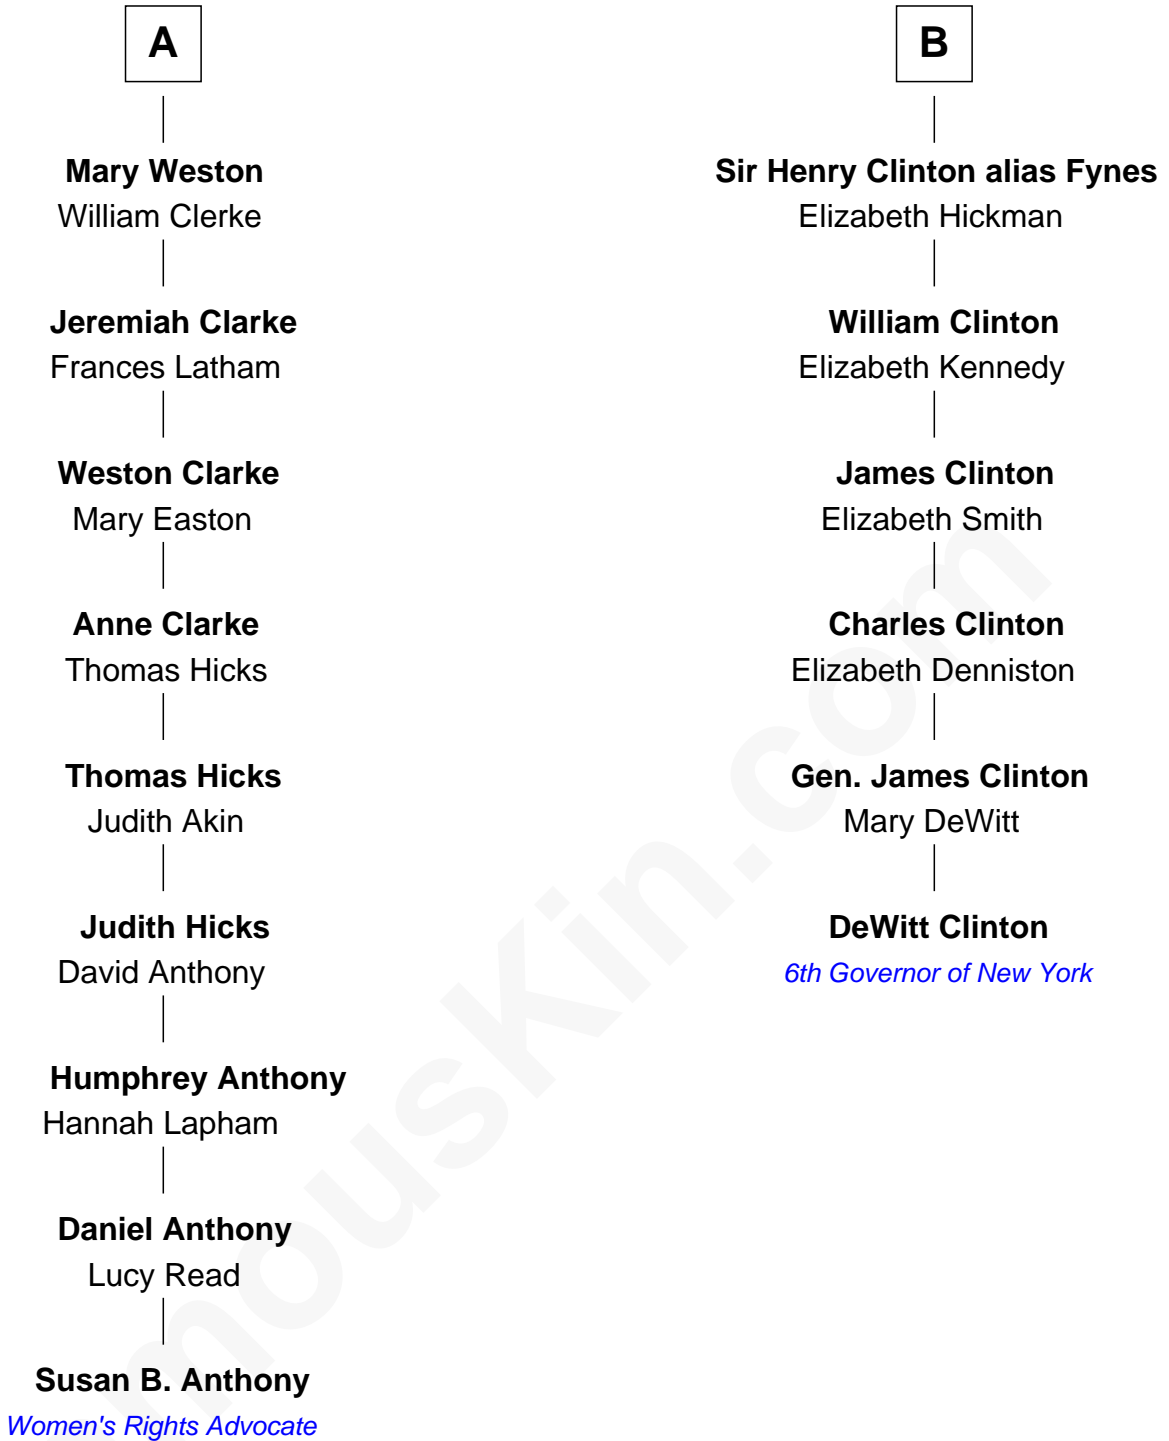 A
Mary Weston
William Clerke
Jeremiah Clarke
Frances Latham
Weston Clarke
Mary Easton
Anne Clarke
Thomas Hicks
Thomas Hicks
Judith Akin
Judith Hicks
David Anthony
Humphrey Anthony
Hannah Lapham
Daniel Anthony
Lucy Read
Susan B. Anthony
Women's Rights Advocate
B
Sir Henry Clinton alias Fynes
Elizabeth Hickman
William Clinton
Elizabeth Kennedy
James Clinton
Elizabeth Smith
Charles Clinton
Elizabeth Denniston
Gen. James Clinton
Mary DeWitt
DeWitt Clinton
6th Governor of New York
mousKin.com